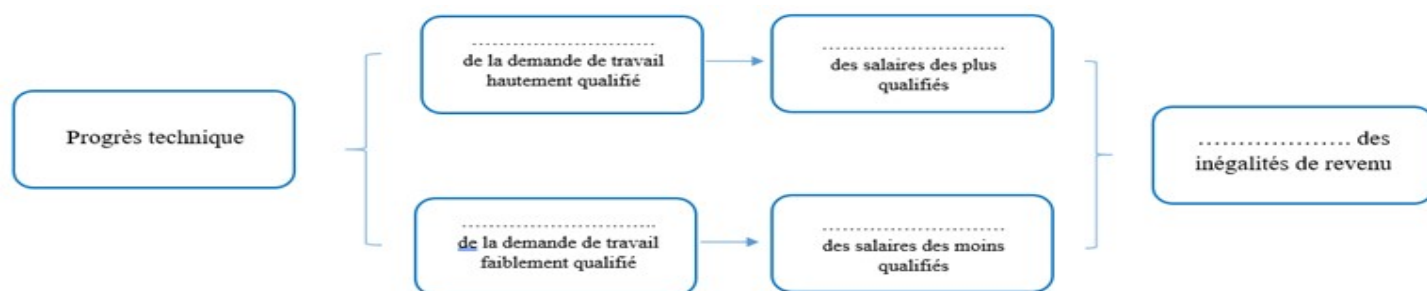 Progrès technique
................................
de la demande de travail
hautement qualifié
................................
des salaires des plus
qualifiés
................................
de la demande de travail
faiblement qualifié
................................
des salaires des moins
qualifiés
................... des
inégalités de revenu